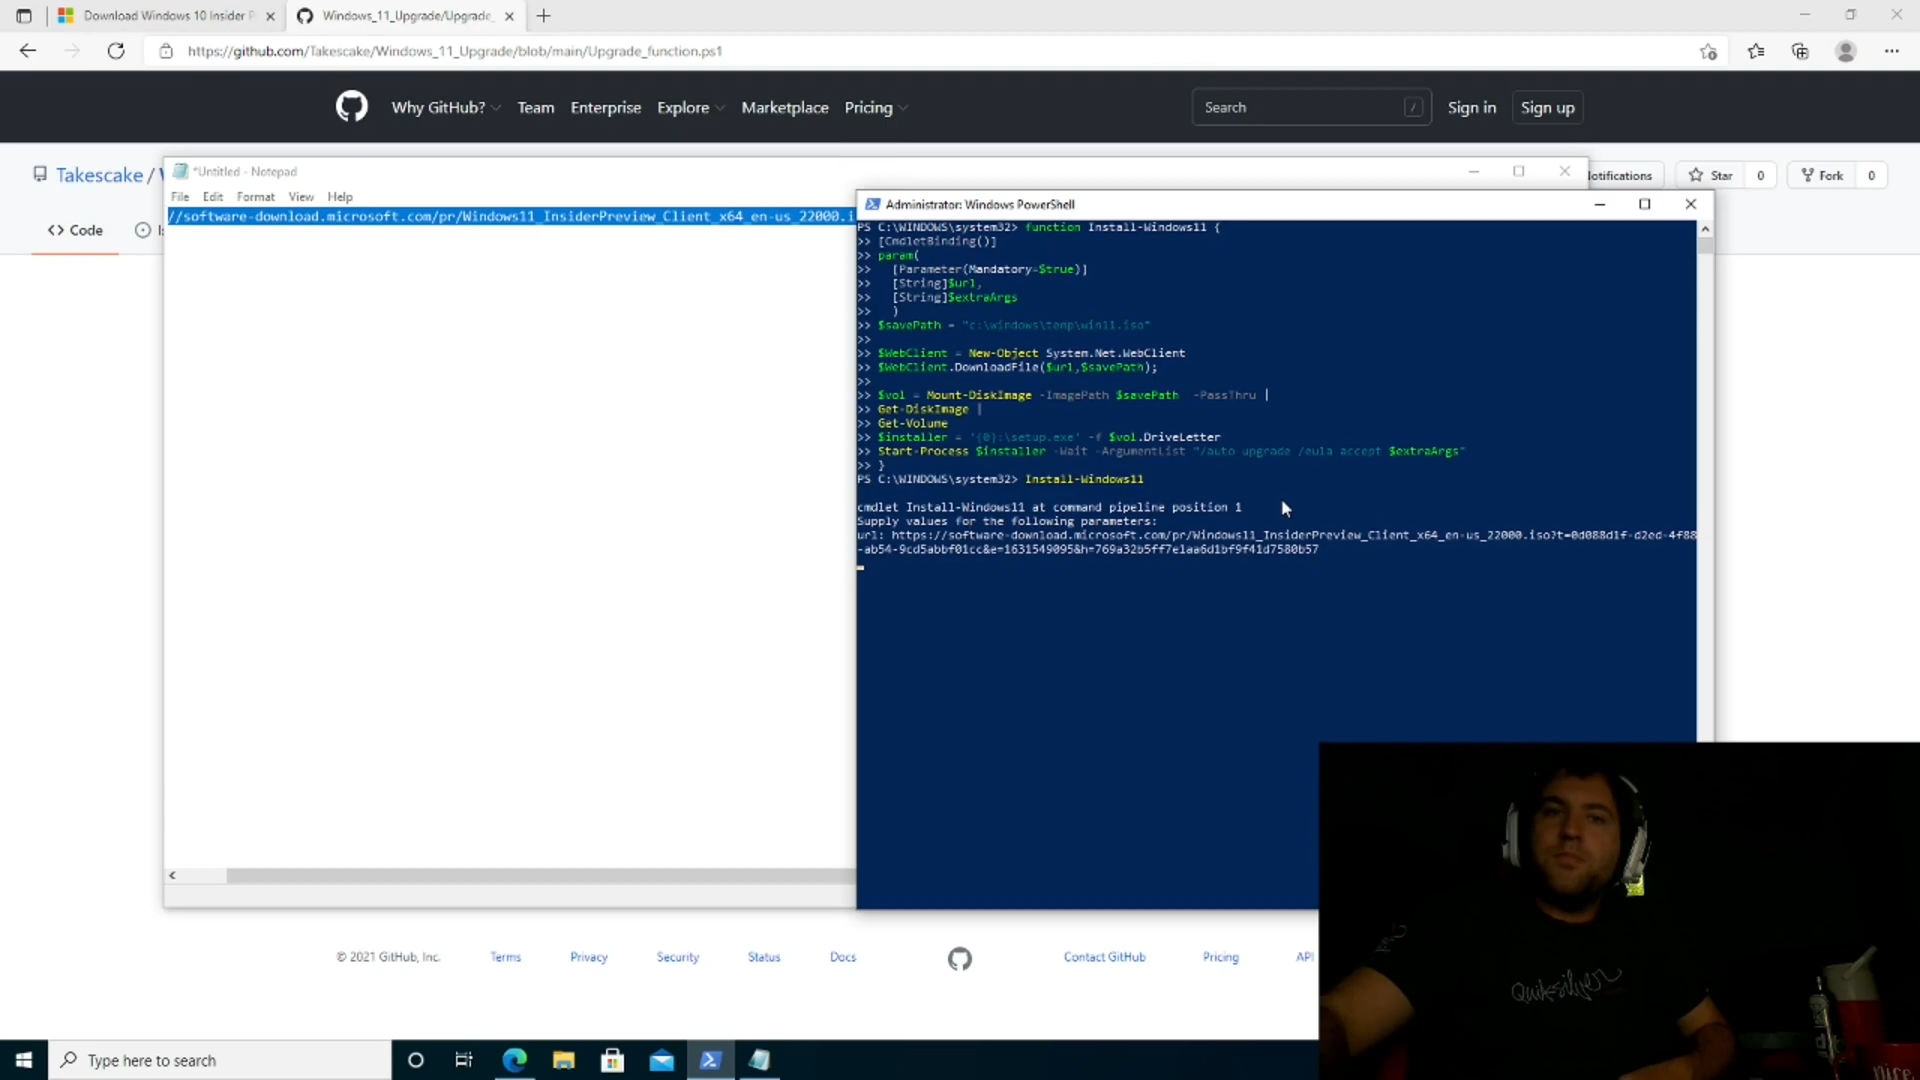 Download Windows 10 Insider P
Windows_11_Upgrade/Upgrade_
https://github.com/Takescake/Windows_11_Upgrade/blob/main/Upgrade_function.ps1
Why GitHub?
Team
Enterprise
Explore
Marketplace
Pricing
Search
/
Sign in
Sign up
Takescake /
Notifications
Star
0
Fork
0
Code
*Untitled - Notepad
File Edit Format View Help
//software-download.microsoft.com/pr/Windows11_InsiderPreview_Client_x64_en-us_22000.i
Administrator: Windows PowerShell
PS C:\WINDOWS\system32> function Install-Windows11 {
>> [CmdletBinding()]
>> param(
>>   [Parameter(Mandatory=$true)]
>>   [String]$url,
>>   [String]$extraArgs
>>   )
>> $savePath = "c:\windows\temp\win11.iso"
>>
>> $WebClient = New-Object System.Net.WebClient
>> $WebClient.DownloadFile($url,$savePath);
>>
>> $vol = Mount-DiskImage -ImagePath $savePath  -PassThru |
>> Get-DiskImage |
>> Get-Volume
>> $installer = '{0}:\setup.exe' -f $vol.DriveLetter
>> Start-Process $installer -Wait -ArgumentList "/auto upgrade /eula accept $extraArgs"
>> }
PS C:\WINDOWS\system32> Install-Windows11
cmdlet Install-Windows11 at command pipeline position 1
Supply values for the following parameters:
url: https://software-download.microsoft.com/pr/Windows11_InsiderPreview_Client_x64_en-us_22000.iso?t=0d088d1f-d2ed-4f88
-ab54-9cd5abbf01cc&e=1631549095&h=769a32b5ff7e1aa6d1bf9f41d7580b57
© 2021 GitHub, Inc.
Terms
Privacy
Security
Status
Docs
Contact GitHub
Pricing
API
Quiksilver
Type here to search